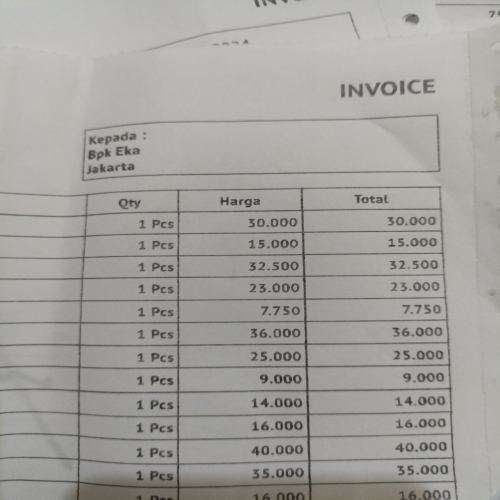 INVOICE
Kepada :
Bpk Eka
Jakarta
Qty Harga Total
1 Pcs 30.000 30.000
1 Pcs 15.000 15.000
1 Pcs 32.500 32.500
1 Pcs 23.000 23.000
1 Pcs 7.750 7.750
1 Pcs 36.000 36.000
1 Pcs 25.000 25.000
1 Pcs 9.000 9.000
1 Pcs 14.000 14.000
1 Pcs 16.000 16.000
1 Pcs 40.000 40.000
1 Pcs 35.000 35.000
1 Pcs 16.000 16.000